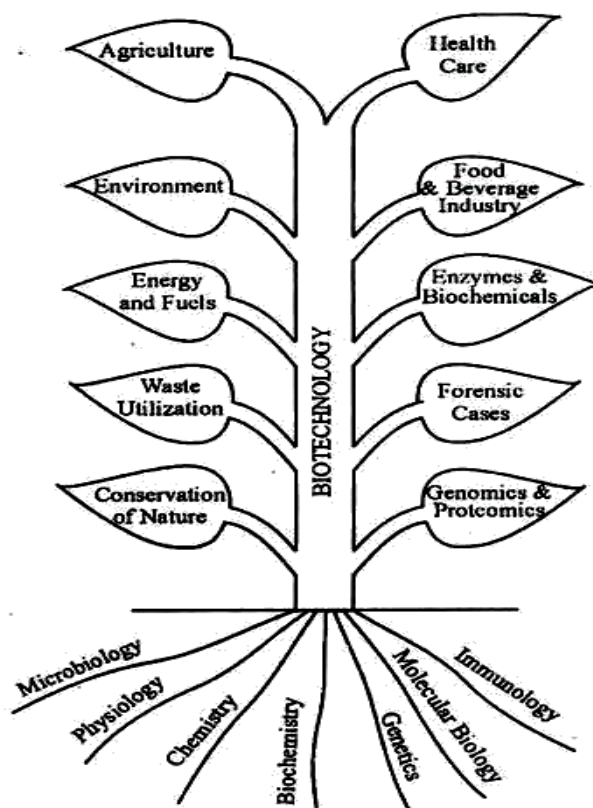 Agriculture
Health
Care
Environment
Food
& Beverage
Industry
Energy
and Fuels
Enzymes &
Biochemicals
Waste
Utilization
Forensic
Cases
Conservation
of Nature
Genomics &
Protcomics
BIOTECHNOLOGY
Microbiology
Physiology
Chemistry
Biochemistry
Genetics
Molecular Biology
Immunology